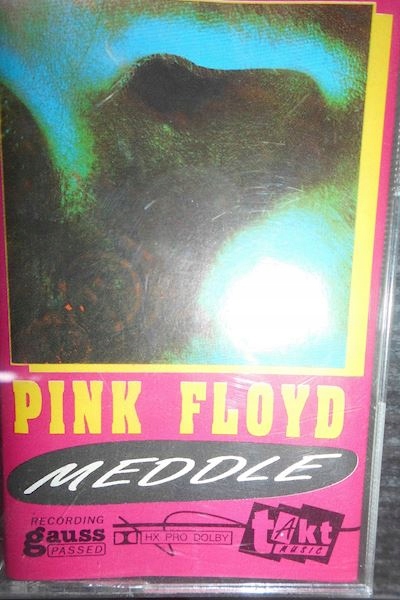 PINK FLOYD
MEDDLE
RECORDING
gauss
PASSED
HX PRO DOLBY
tAkt
MUSIC